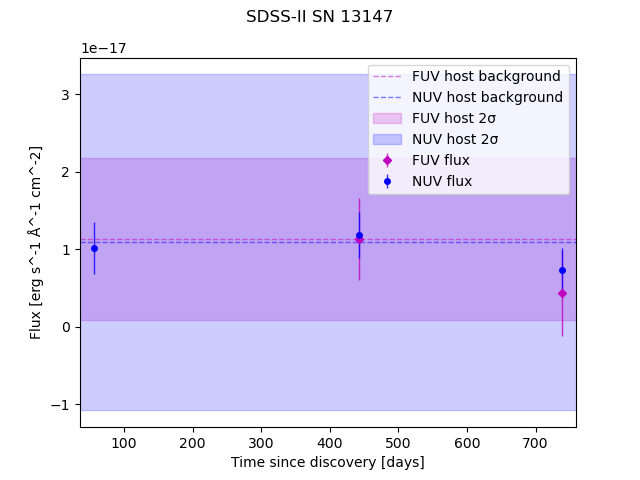 SDSS-II SN 13147
1e−17
FUV host background
NUV host background
FUV host 2σ
NUV host 2σ
FUV flux
NUV flux
3
2
1
0
−1
Flux [erg s^-1 Å^-1 cm^-2]
100 200 300 400 500 600 700
Time since discovery [days]